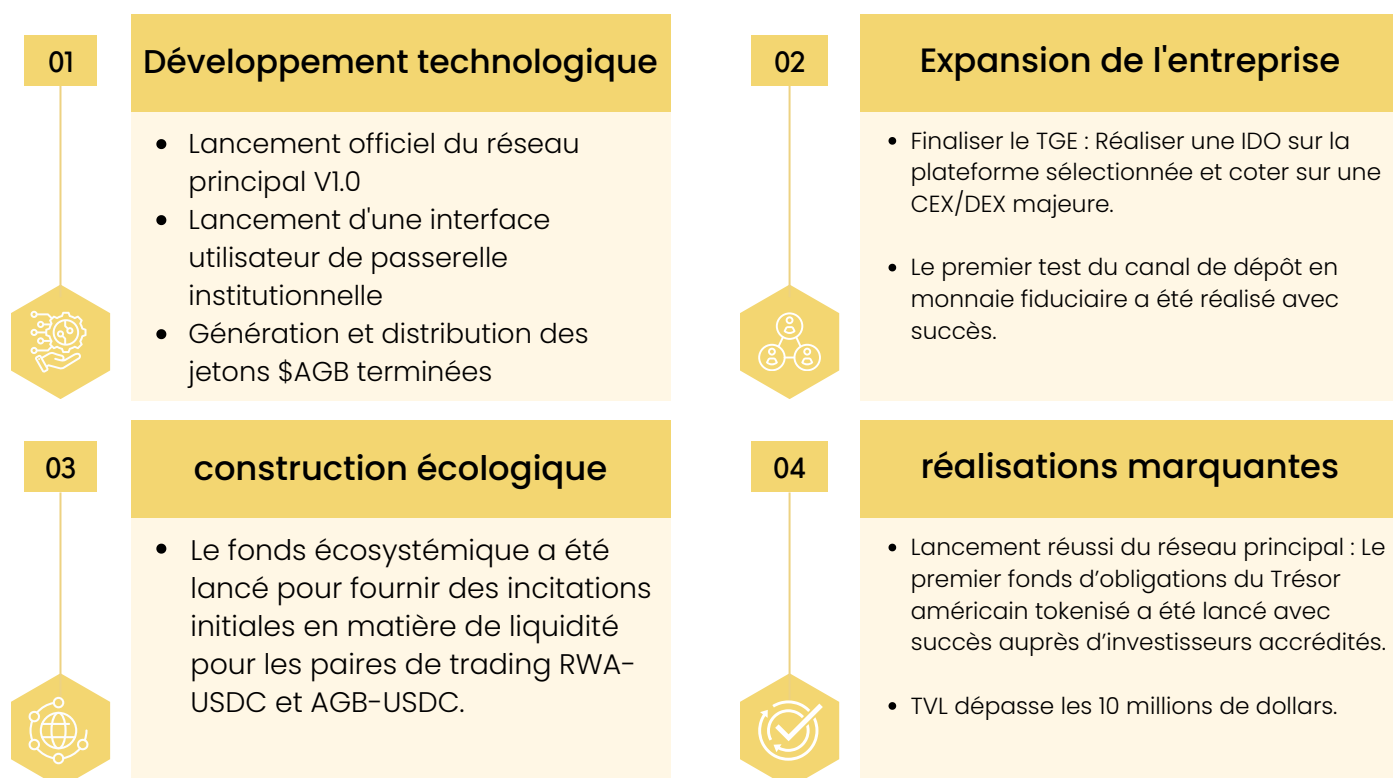 01
Développement technologique
• Lancement officiel du réseau
principal V1.0
• Lancement d'une interface
utilisateur de passerelle
institutionnelle
• Génération et distribution des
jetons $AGB terminées
02
Expansion de l'entreprise
• Finaliser le TGE : Réaliser une IDO sur la
plateforme sélectionnée et coter sur une
CEX/DEX majeure.
• Le premier test du canal de dépôt en
monnaie fiduciaire a été réalisé avec
succès.
03
construction écologique
• Le fonds écosystémique a été
lancé pour fournir des incitations
initiales en matière de liquidité
pour les paires de trading RWA-
USDC et AGB-USDC.
04
réalisations marquantes
• Lancement réussi du réseau principal : Le
premier fonds d’obligations du Trésor
américain tokenisé a été lancé avec
succès auprès d’investisseurs accrédités.
• TVL dépasse les 10 millions de dollars.